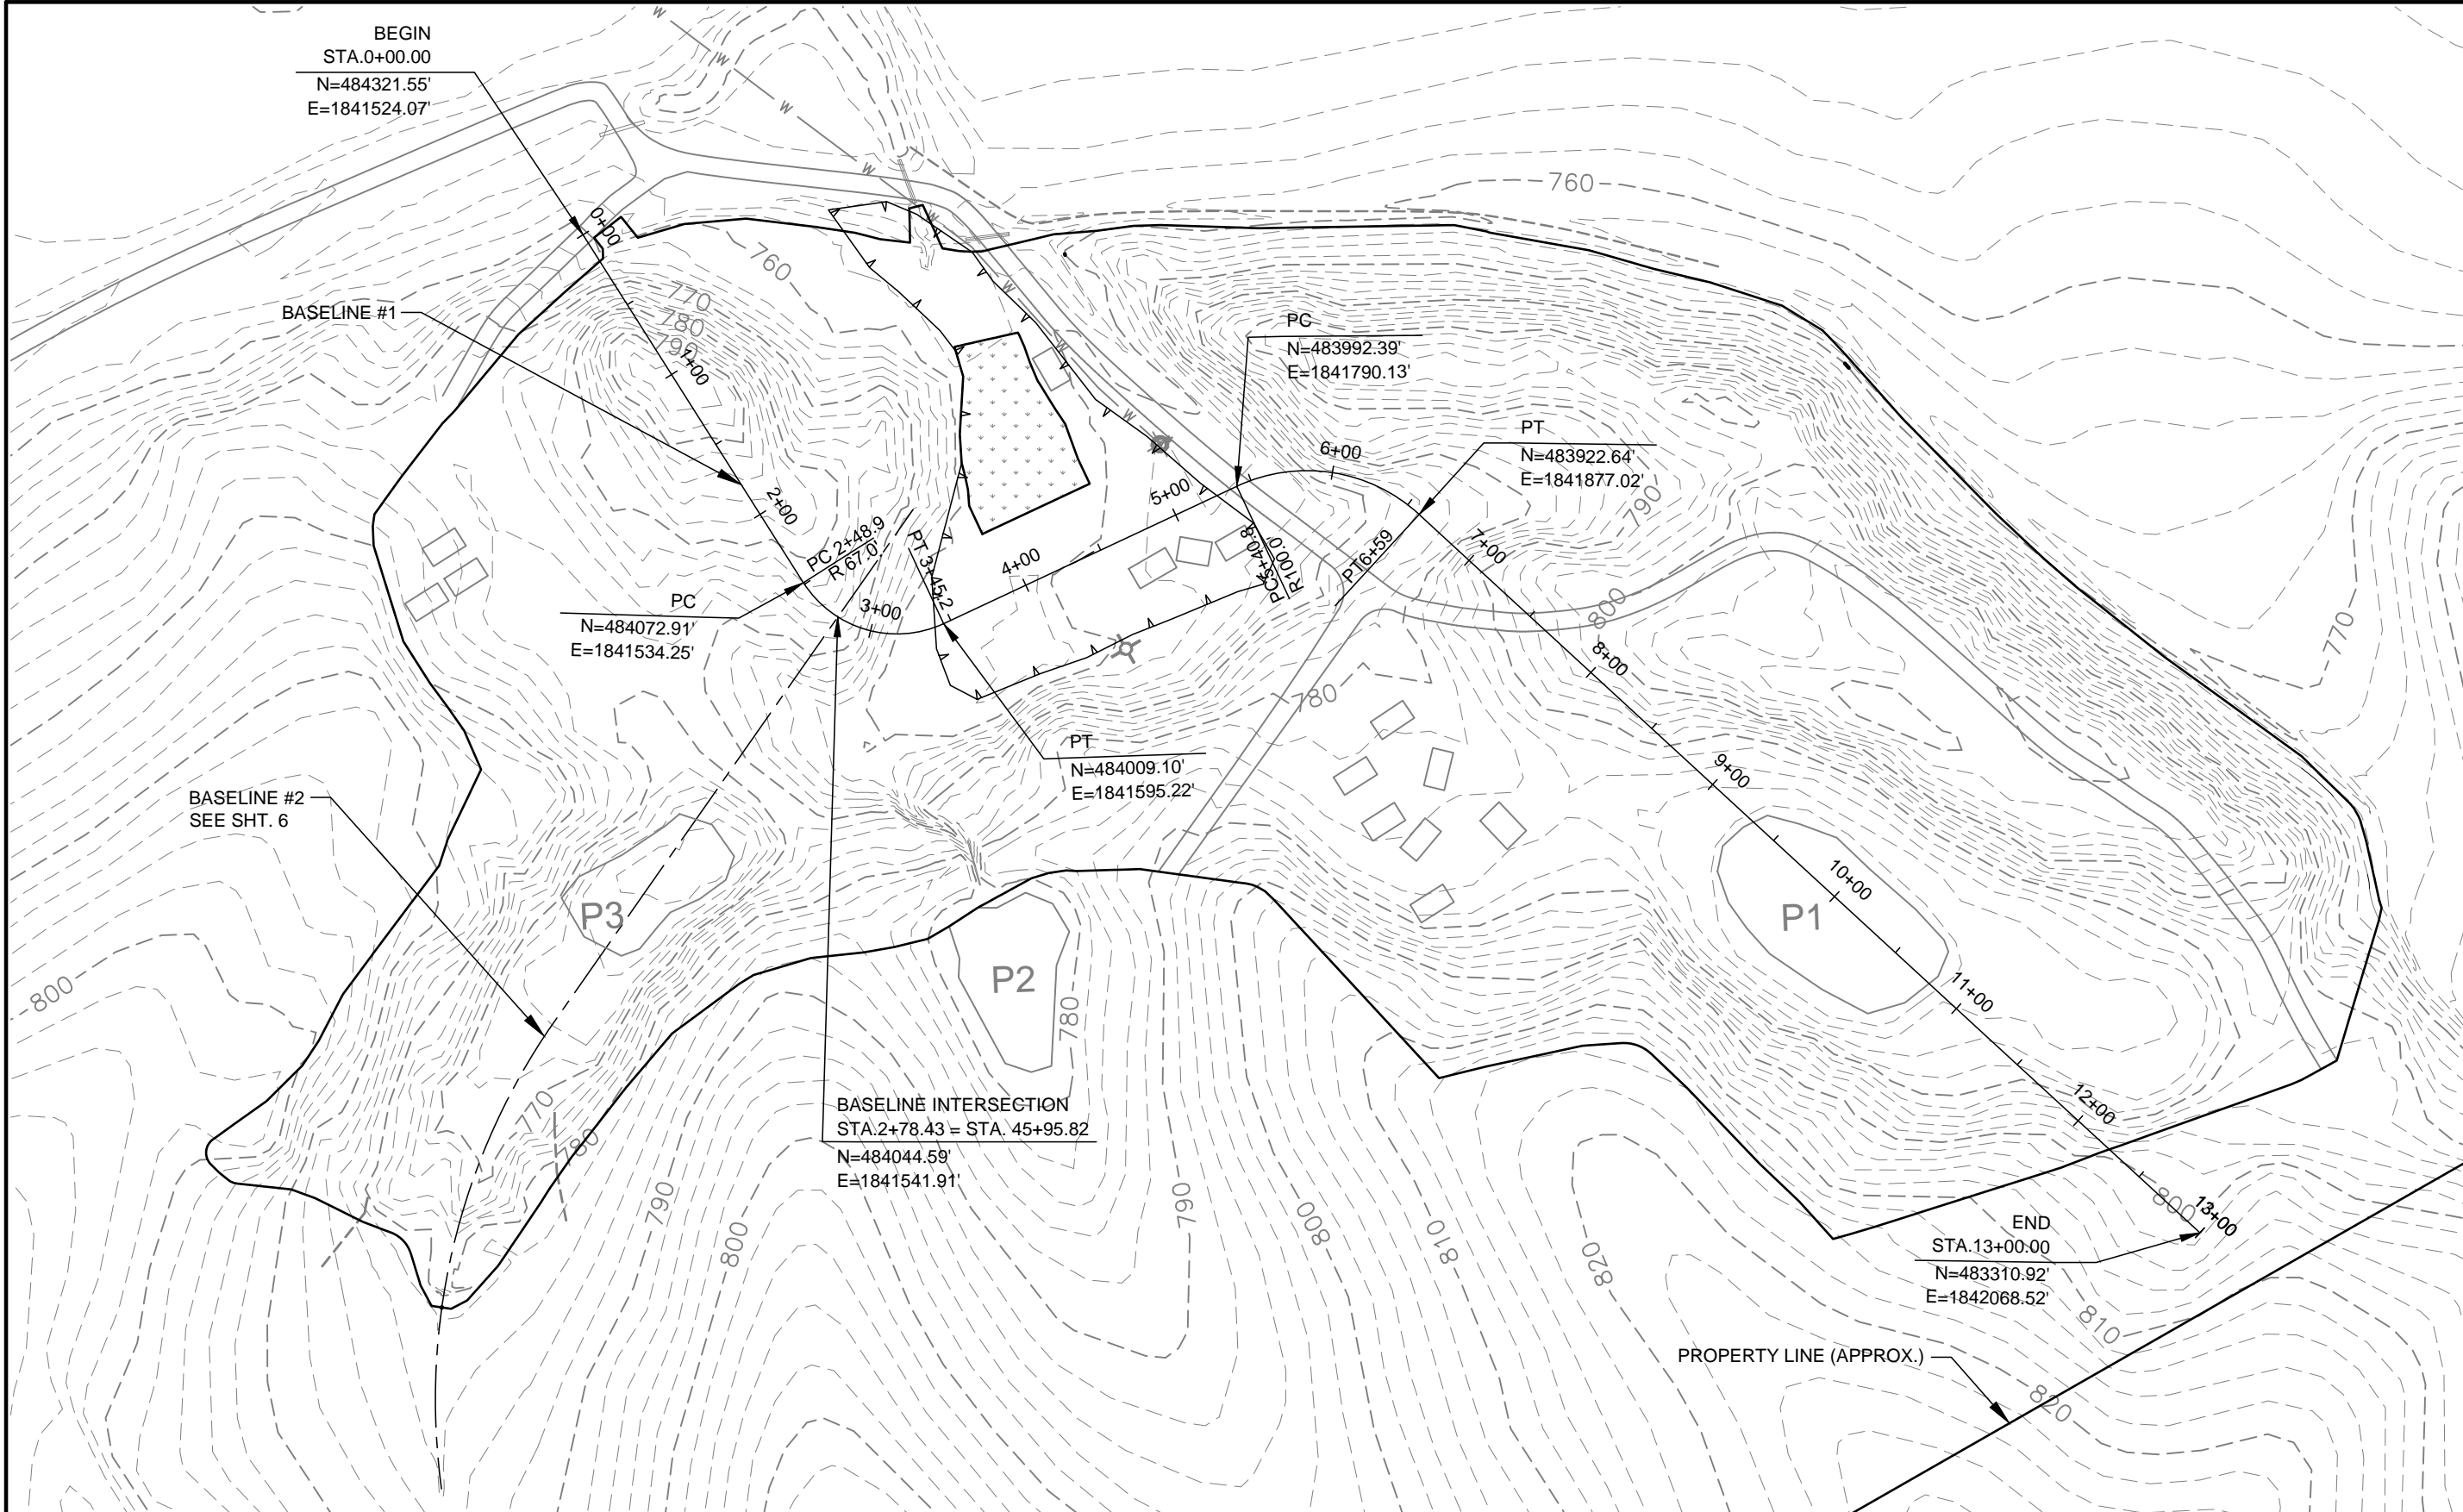 BEGIN
STA.0+00.00
N=484321.55'
E=1841524.07'
W
W
W
W
W
W
W
W
760
0+00
760
770
780
790
1+00
BASELINE #1
PC
N=483992.39'
E=1841790.13'
PT
N=483922.64'
E=1841877.02'
6+00
5+00
2+00
790
PC 2+48.9
R 67.0'
PT 3+45.2
4+00
PC5+40.8
R100.0'
PT6+59
7+00
3+00
PC
N=484072.91'
E=1841534.25'
800
8+00
770
780
PT
N=484009.10'
E=1841595.22'
9+00
BASELINE #2
SEE SHT. 6
10+00
P3
P1
P2
800
780
11+00
770
780
BASELINE INTERSECTION
STA.2+78.43 = STA. 45+95.82
N=484044.59'
E=1841541.91'
12+00
790
800
790
800
810
820
800
13+00
END
STA.13+00.00
N=483310.92'
E=1842068.52'
810
PROPERTY LINE (APPROX.)
820